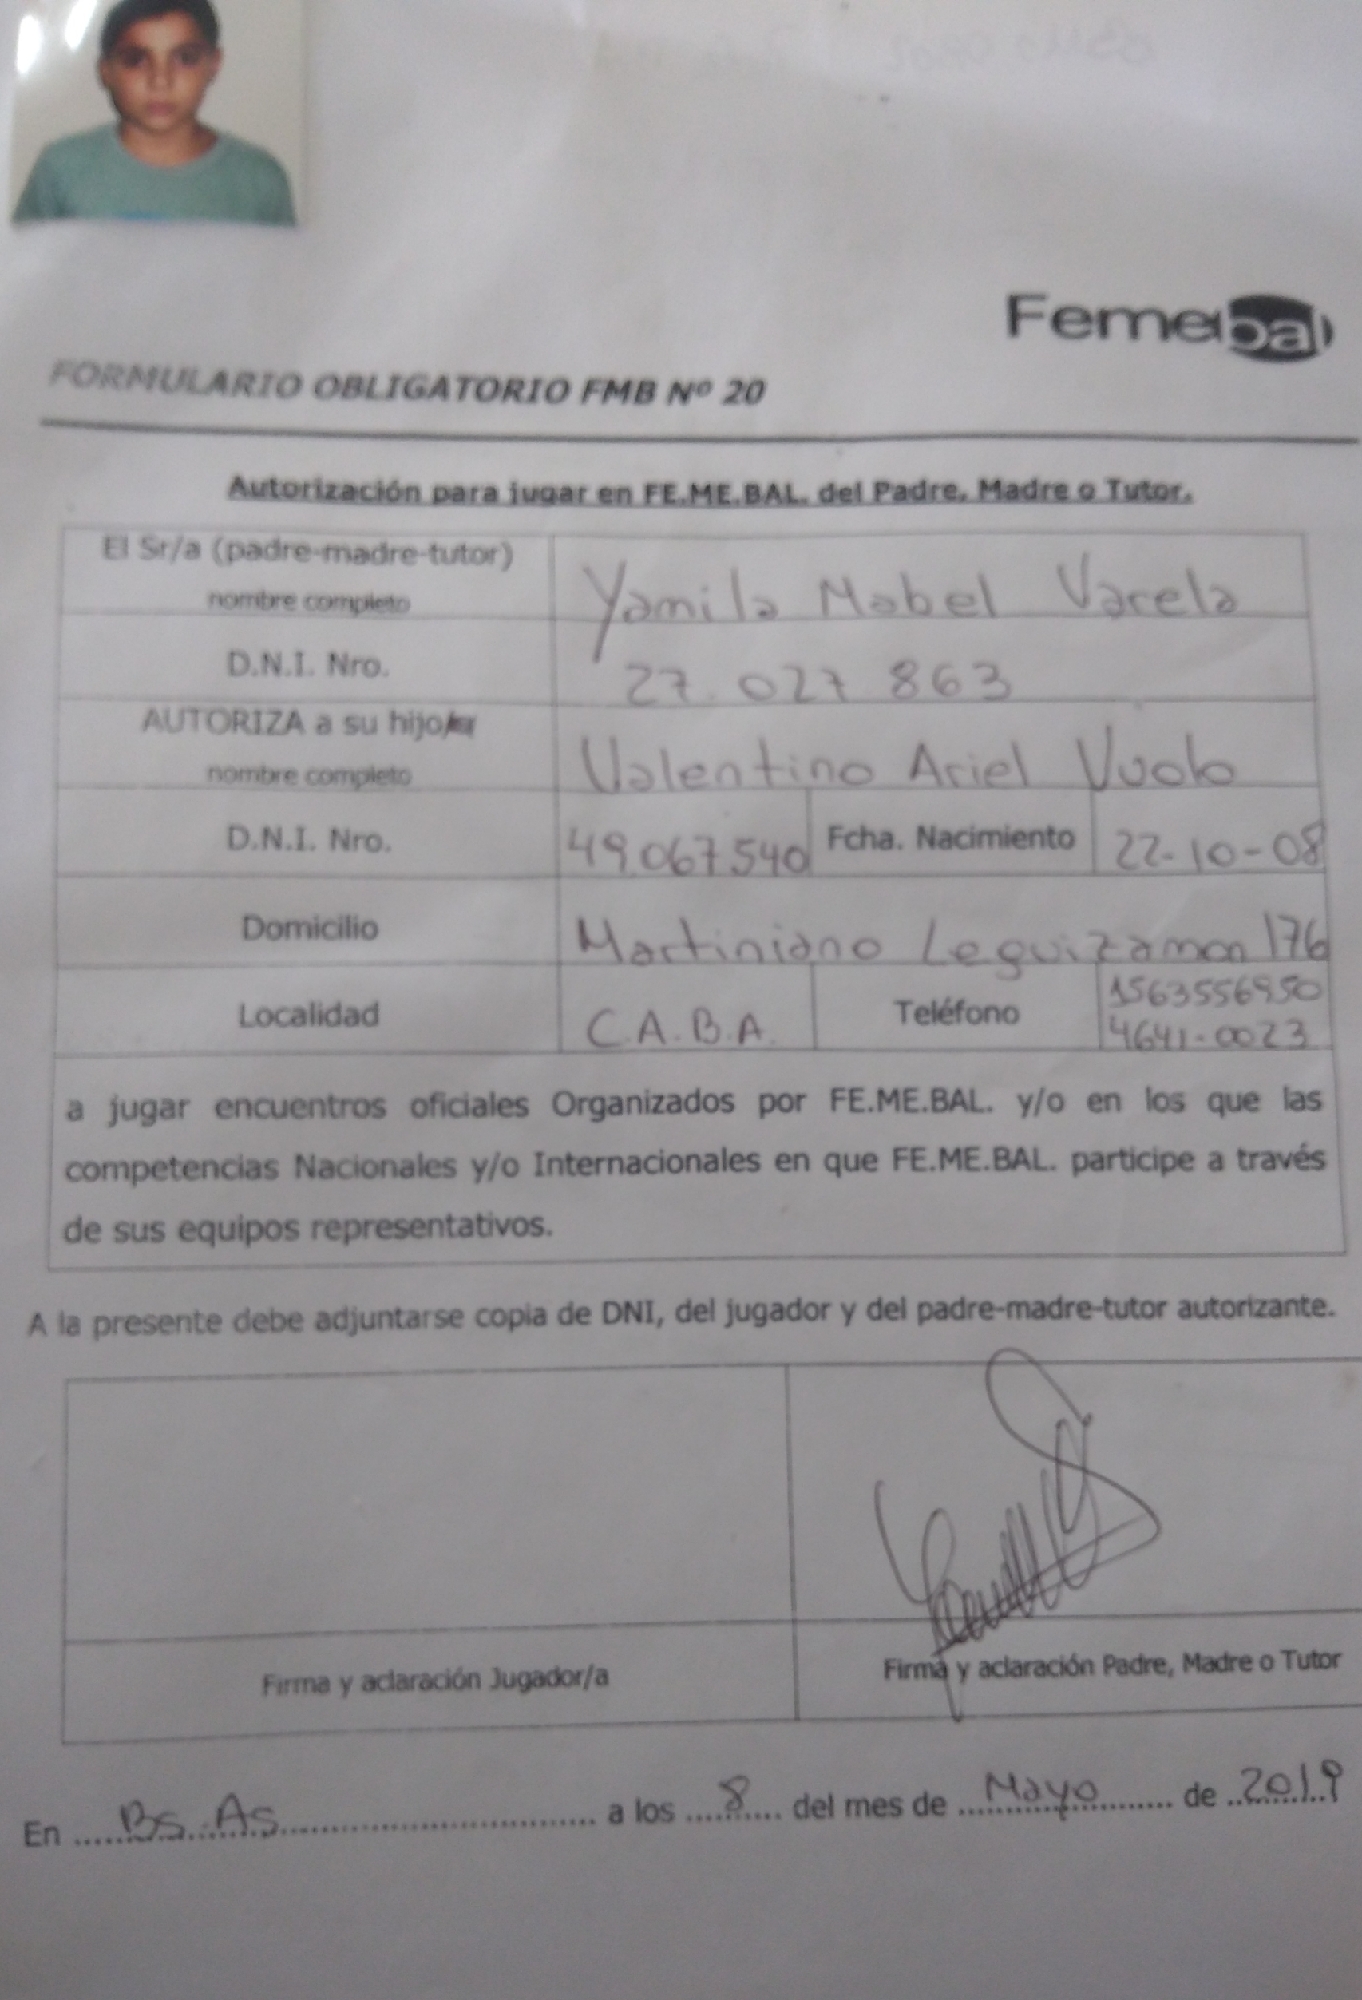 Femebal
FORMULARIO OBLIGATORIO FMB Nº 20
Autorización para jugar en FE.ME.BAL. del Padre, Madre o Tutor.
El Sr/a (padre-madre-tutor)
nombre completo
Yamila Mabel Varela
D.N.I. Nro.
27.027 863
AUTORIZA a su hijo/
nombre completo
Valentino Ariel Vuolo
D.N.I. Nro.
49.067.540
Fcha. Nacimiento
22-10-08
Domicilio
Martiniano Leguizamon 176
Localidad
C.A.B.A.
Teléfono
1563556950
4641-0023
a jugar encuentros oficiales Organizados por FE.ME.BAL. y/o en los que las
competencias Nacionales y/o Internacionales en que FE.ME.BAL. participe a través
de sus equipos representativos.
A la presente debe adjuntarse copia de DNI, del jugador y del padre-madre-tutor autorizante.
Firma y aclaración Jugador/a
Firma y aclaración Padre, Madre o Tutor
En Bs. As. a los 8 del mes de Mayo de 2019